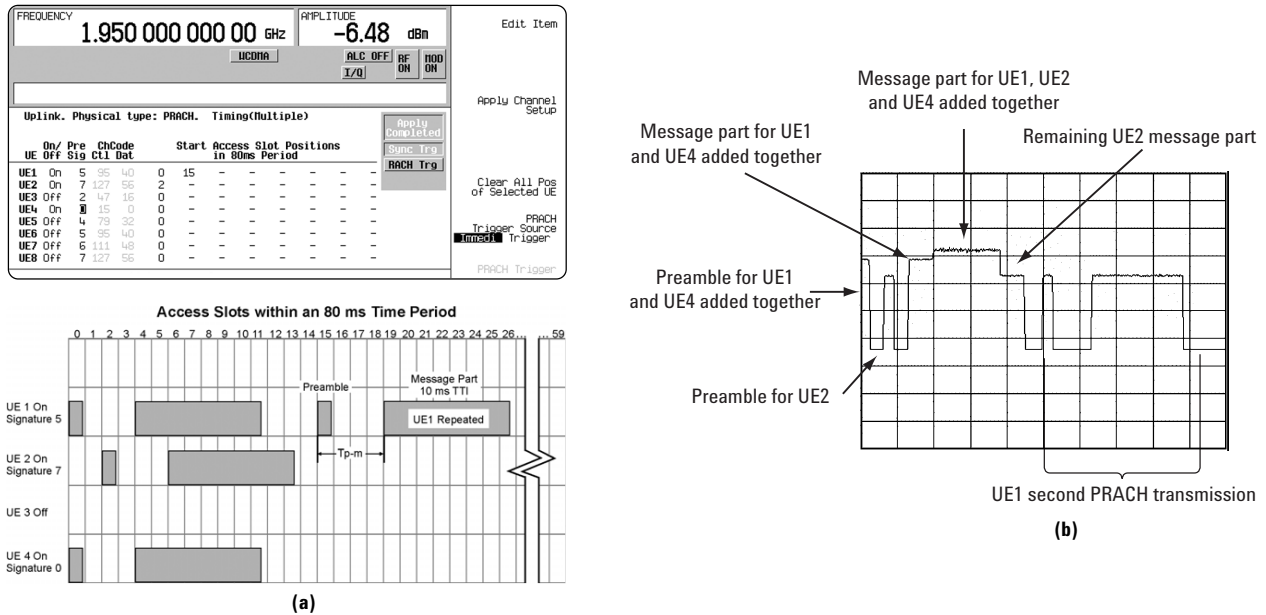 FREQUENCY
1.950 000 000 00 GHz
AMPLITUDE
-6.48 dBm
WCDMA
ALC OFF
I/Q
RF ON
MOD ON
Edit Item
Apply Channel
Setup
Clear All Pos
of Selected UE
PRACH
Trigger Source
Immedi Trigger
PRACH Trigger
Uplink. Physical type: PRACH. Timing(Multiple)
Apply
Completed
Sync Trg
RACH Trg
On/ Pre ChCode Start Access Slot Positions
UE Off Sig Ctl Dat in 80ms Period
UE1 On 5 95 40 0 15 - - - - - -
UE2 On 7 127 56 2 - - - - - - -
UE3 Off 2 47 16 0 - - - - - - -
UE4 On 0 15 0 0 - - - - - - -
UE5 Off 4 79 32 0 - - - - - - -
UE6 Off 5 95 40 0 - - - - - - -
UE7 Off 6 111 48 0 - - - - - - -
UE8 Off 7 127 56 0 - - - - - - -
Access Slots within an 80 ms Time Period
0 1 2 3 4 5 6 7 8 9 10 11 12 13 14 15 16 17 18 19 20 21 22 23 24 25 26... ... 59
UE 1 On
Signature 5
Preamble
Message Part
10 ms TTI
UE1 Repeated
Tp-m
UE 2 On
Signature 7
UE 3 Off
UE 4 On
Signature 0
(a)
Message part for UE1, UE2
and UE4 added together
Message part for UE1
and UE4 added together
Remaining UE2 message part
Preamble for UE1
and UE4 added together
Preamble for UE2
UE1 second PRACH transmission
(b)